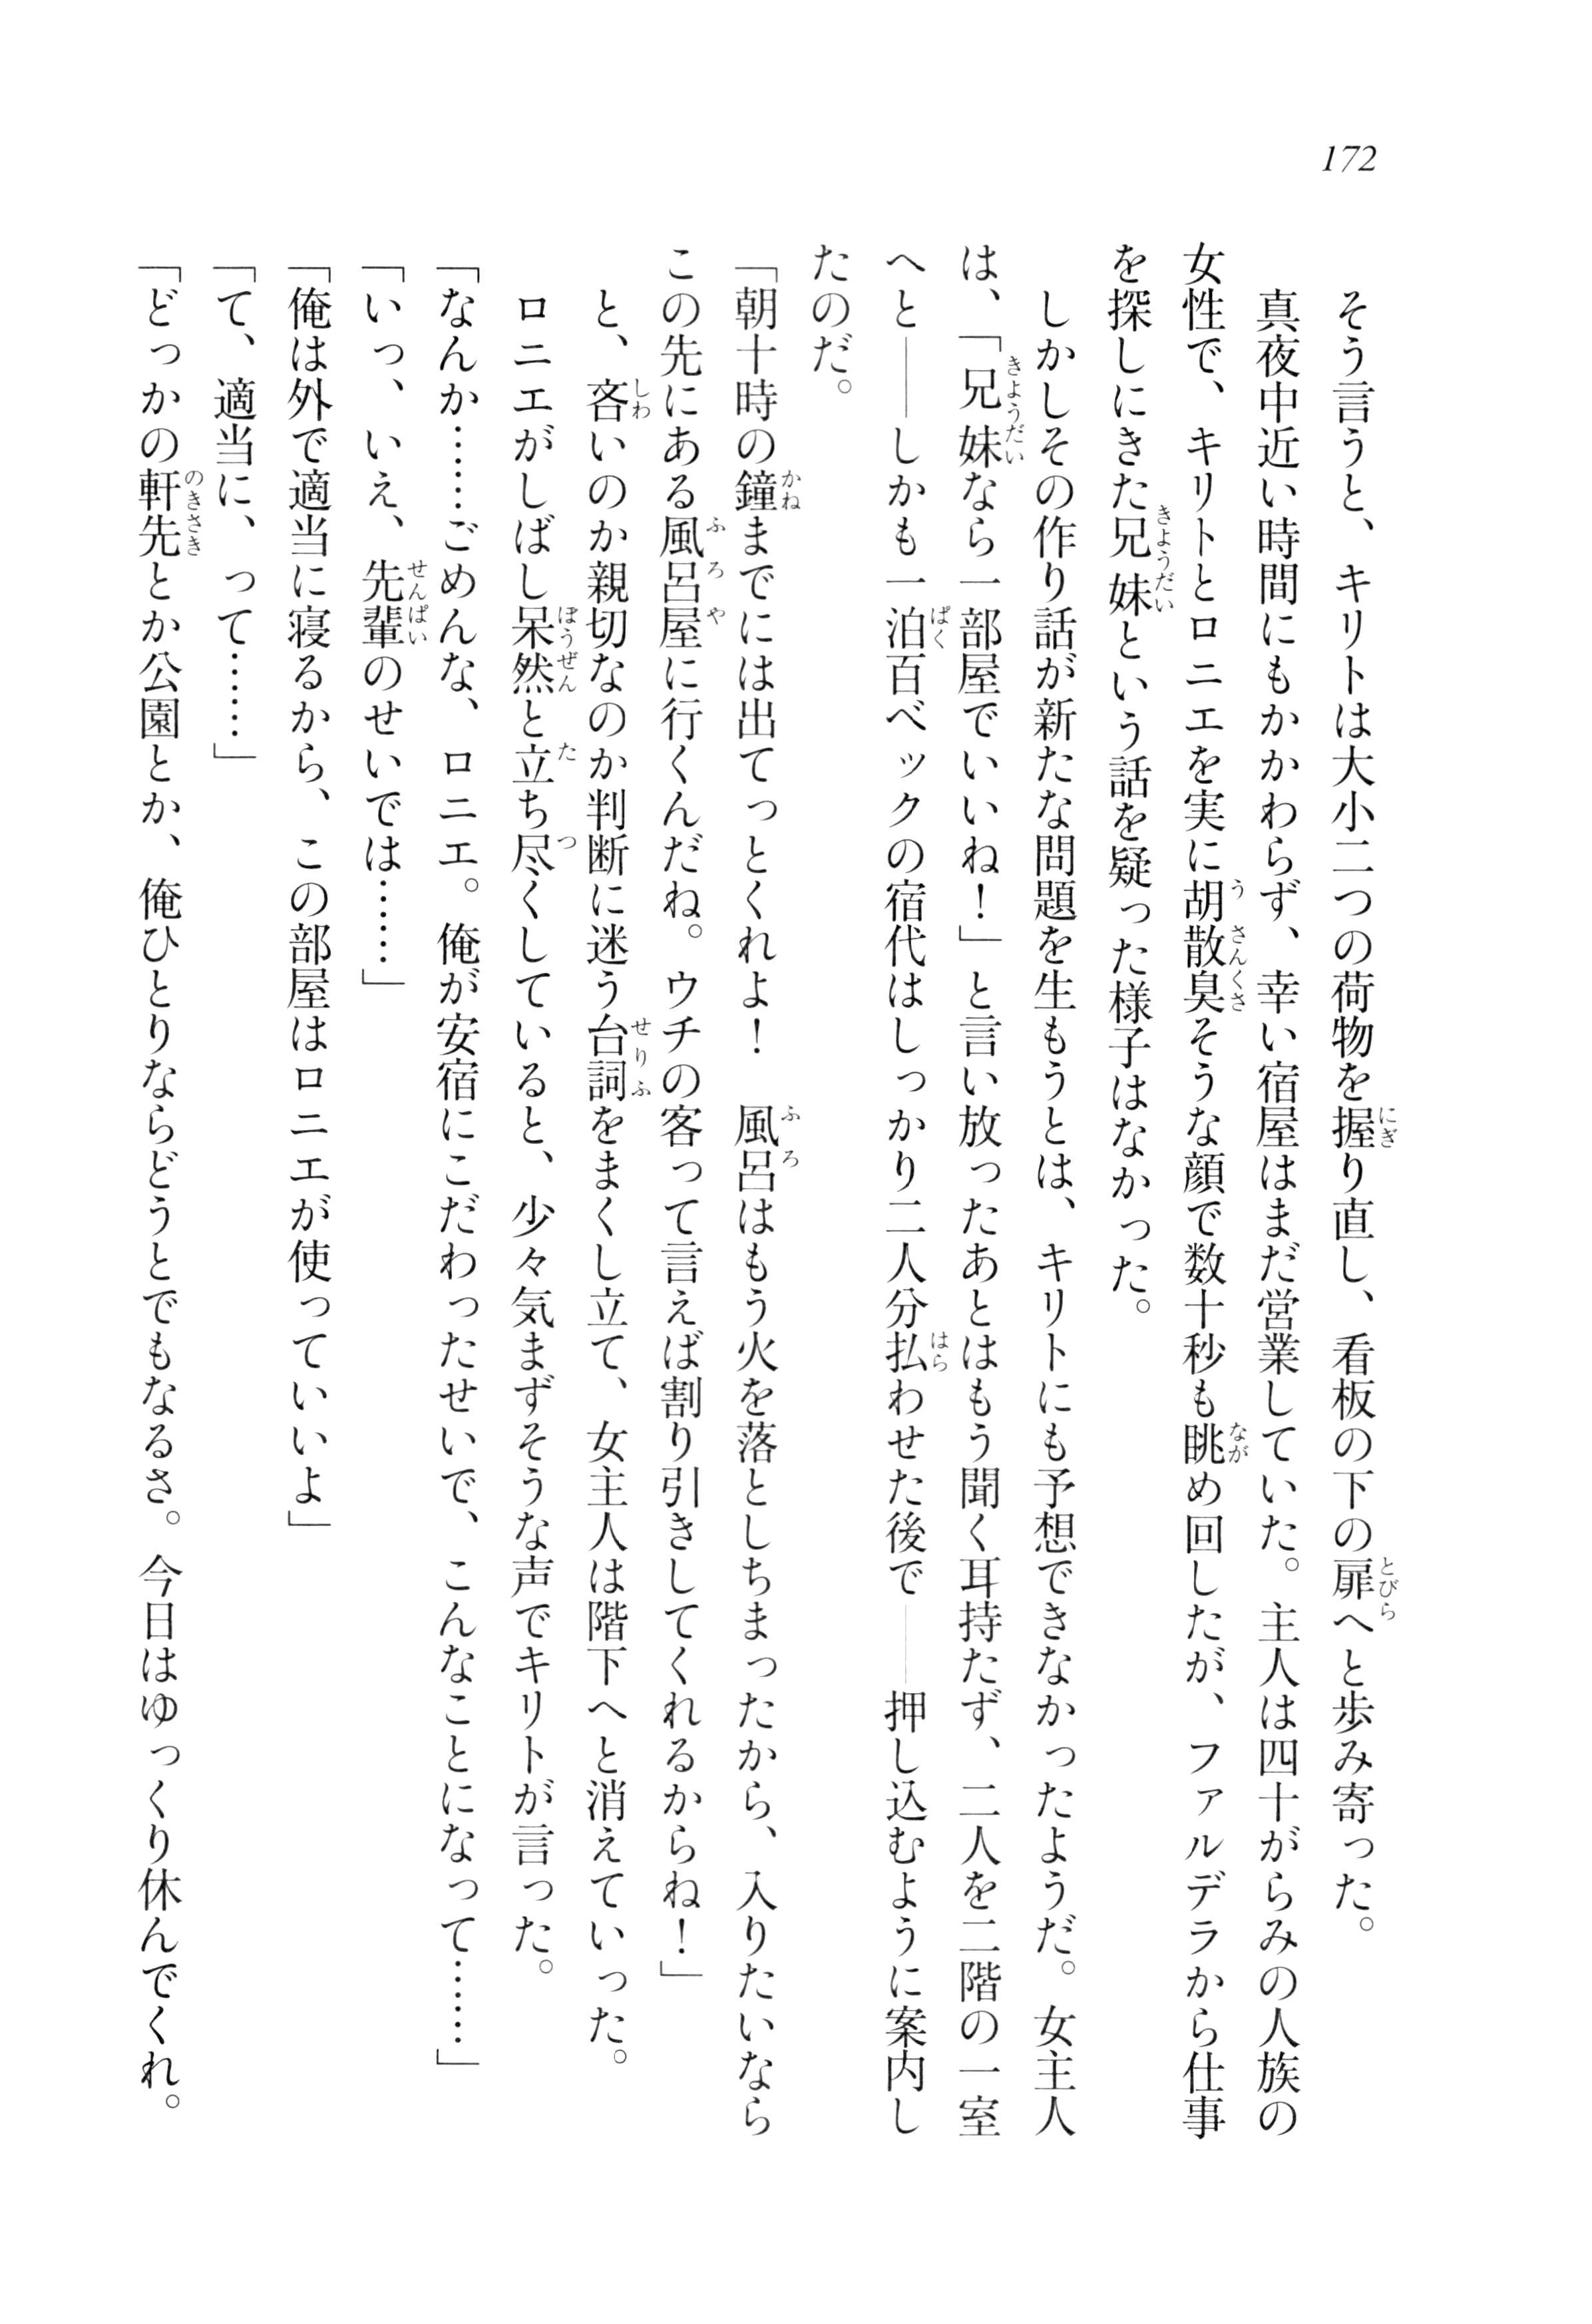 172
　そう言うと、キリトは大小二つの荷物を握り直し、看板の下の扉へと歩み寄った。
　真夜中近い時間にもかかわらず、幸い宿屋はまだ営業していた。主人は四十がらみの人族の
女性で、キリトとロニエを実に胡散臭そうな顔で数十秒も眺め回したが、ファルデラから仕事
を探しにきた兄妹という話を疑った様子はなかった。
　しかしその作り話が新たな問題を生もうとは、キリトにも予想できなかったようだ。女主人
は、「兄妹なら一部屋でいいね！」と言い放ったあとはもう聞く耳持たず、二人を二階の一室
へと――しかも一泊百ベックの宿代はしっかり二人分払わせた後で――押し込むように案内し
たのだ。
「朝十時の鐘までには出てっとくれよ！　風呂はもう火を落としちまったから、入りたいなら
この先にある風呂屋に行くんだね。ウチの客って言えば割り引きしてくれるからね！」
　と、吝いのか親切なのか判断に迷う台詞をまくし立て、女主人は階下へと消えていった。
　ロニエがしばし呆然と立ち尽くしていると、少々気まずそうな声でキリトが言った。
「なんか……ごめんな、ロニエ。俺が安宿にこだわったせいで、こんなことになって……」
「いっ、いえ、先輩のせいでは……」
「俺は外で適当に寝るから、この部屋はロニエが使っていいよ」
「て、適当に、って……」
「どっかの軒先とか公園とか、俺ひとりならどうとでもなるさ。今日はゆっくり休んでくれ。